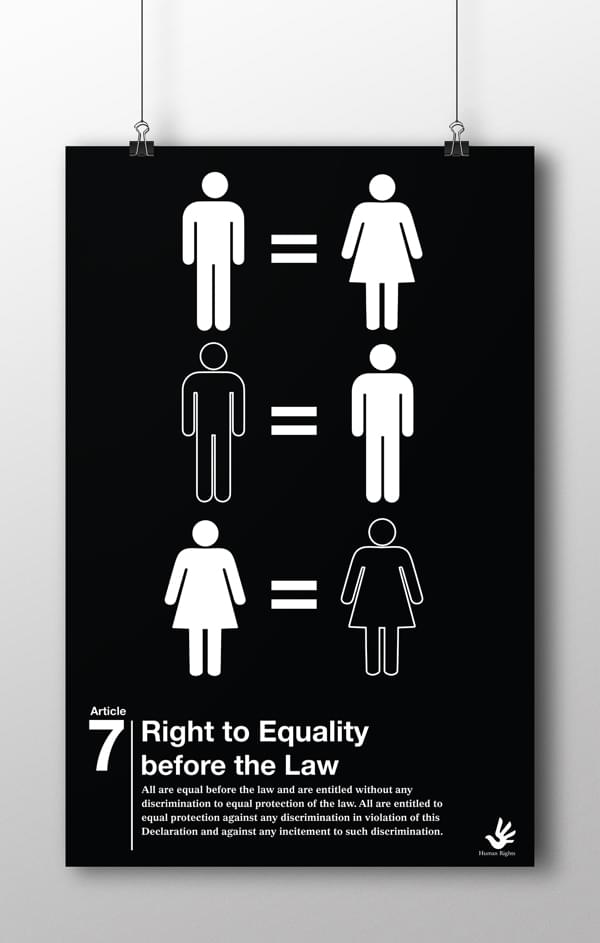 Article
7
Right to Equality
before the Law
All are equal before the law and are entitled without any
discrimination to equal protection of the law. All are entitled to
equal protection against any discrimination in violation of this
Declaration and against any incitement to such discrimination.
Human Rights